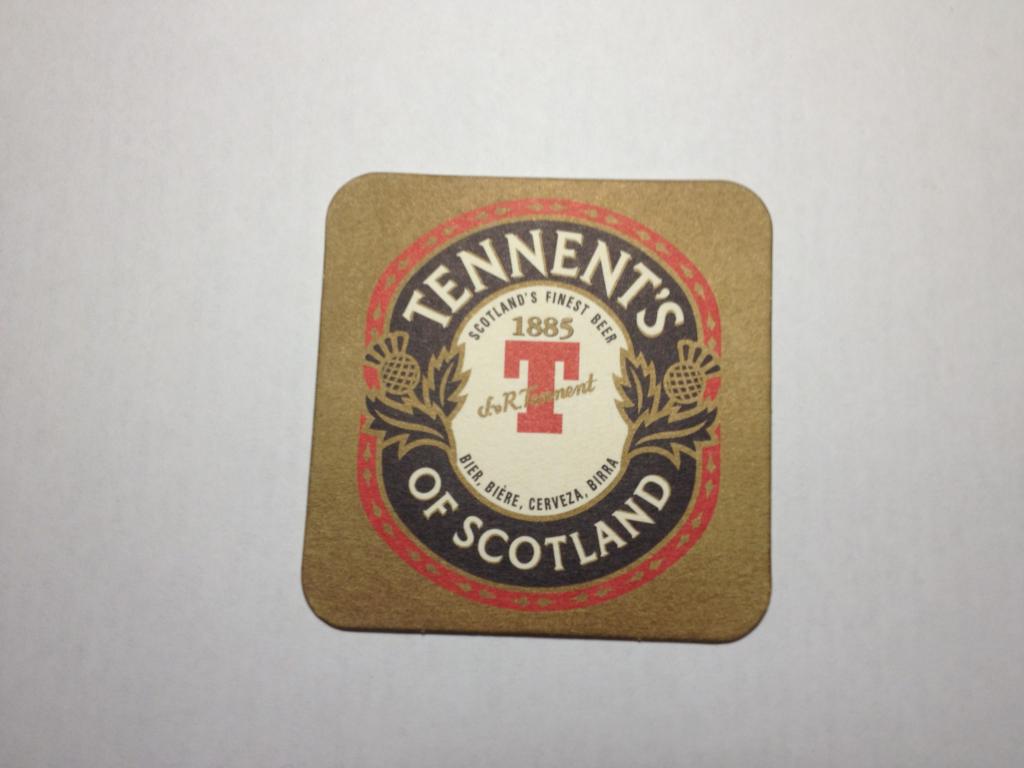 TENNENT'S
SCOTLAND'S FINEST BEER
1885
T
J & R. Tennent
BIER, BIÈRE, CERVEZA, BIRRA
OF SCOTLAND